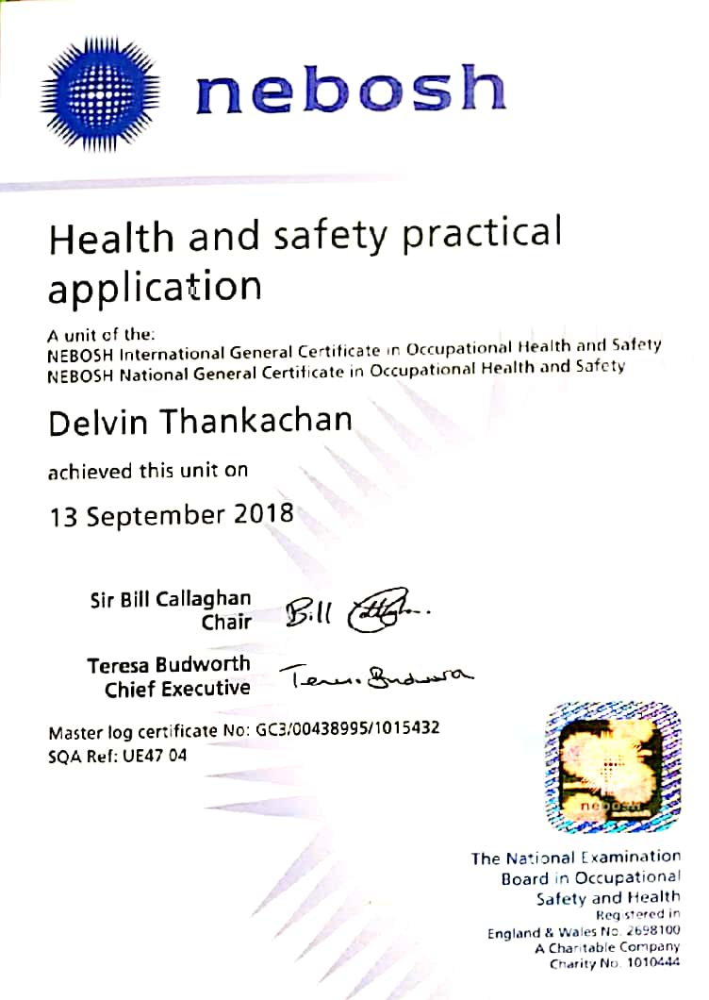 nebosh
Health and safety practical
application
A unit of the:
NEBOSH International General Certificate in Occupational Health and Safety
NEBOSH National General Certificate in Occupational Health and Safety
Delvin Thankachan
achieved this unit on
13 September 2018
Sir Bill Callaghan
Chair
Bill Callaghan
Teresa Budworth
Chief Executive
Teresa Budworth
Master log certificate No: GC3/00438995/1015432
SQA Ref: UE47 04
nebosh
The National Examination
Board in Occupational
Safety and Health
Registered in
England & Wales No. 2698100
A Charitable Company
Charity No. 1010444